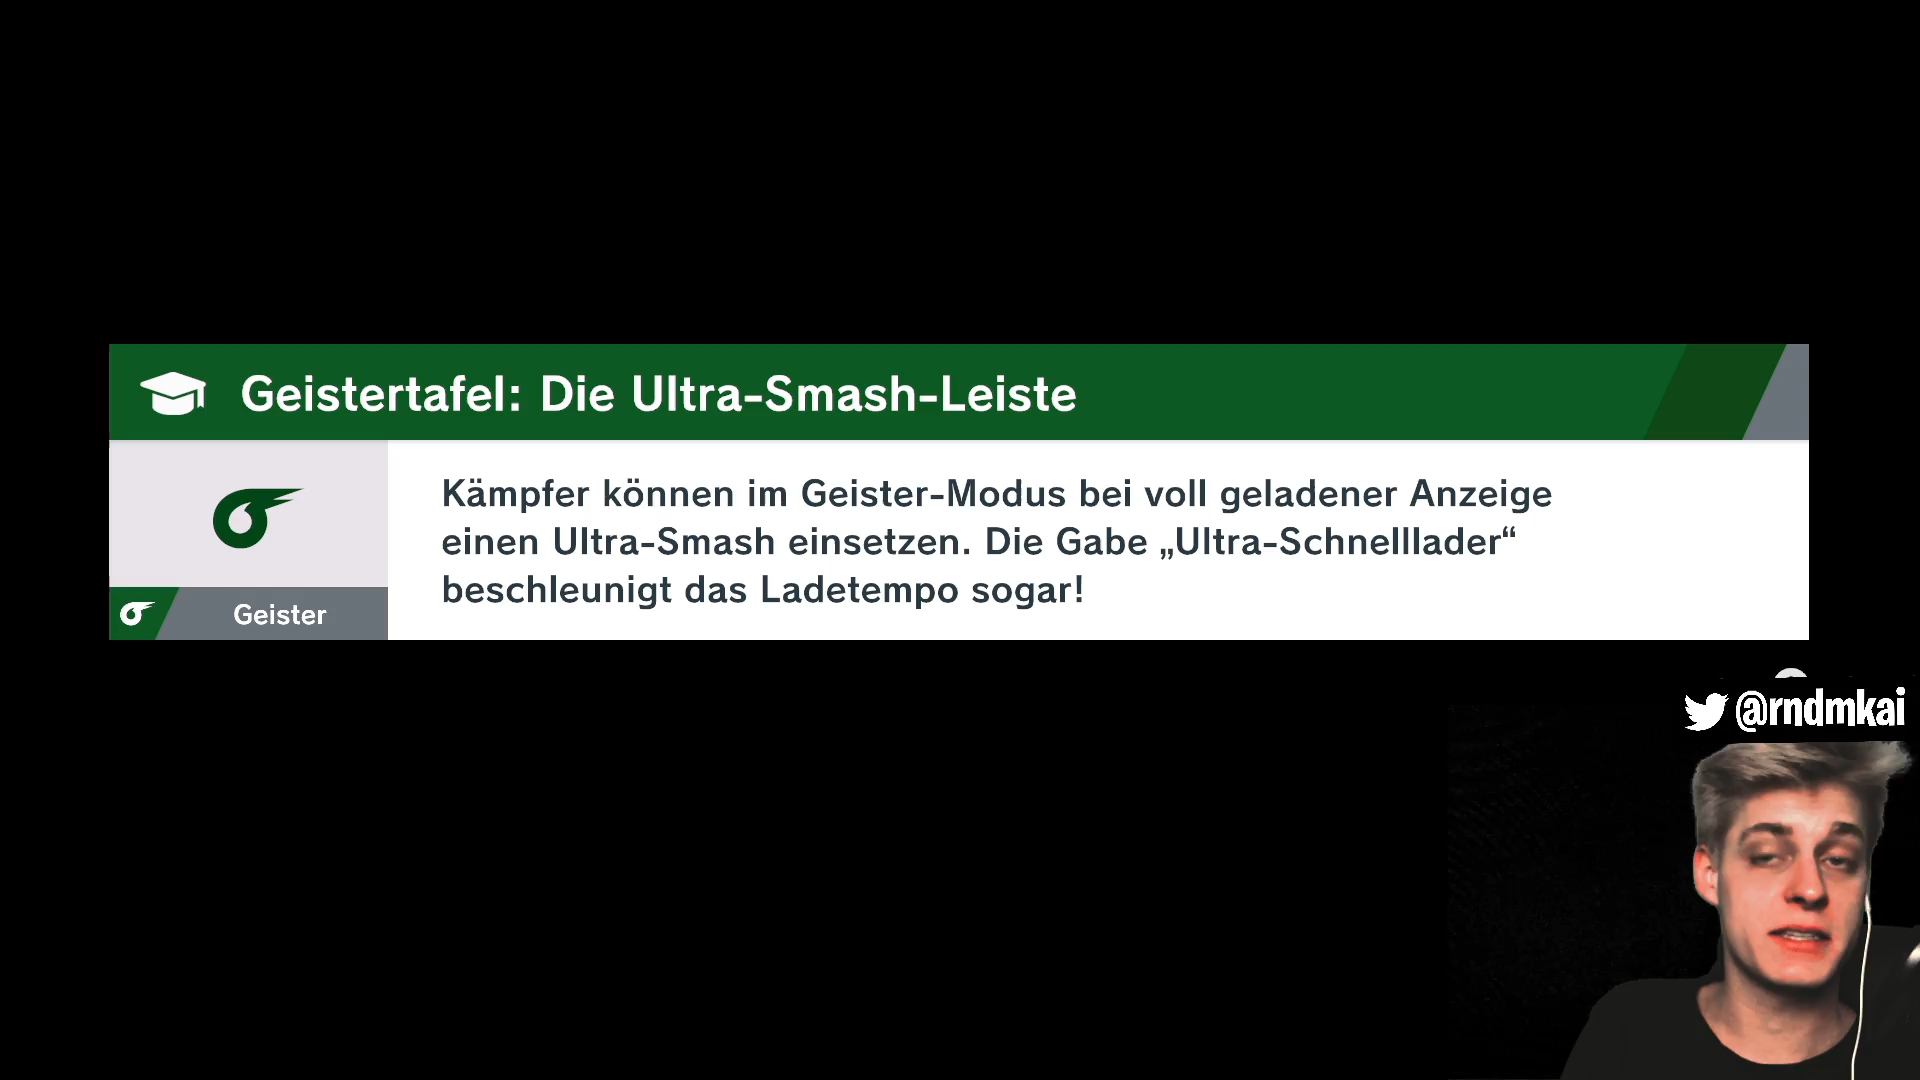 Geistertafel: Die Ultra-Smash-Leiste
Kämpfer können im Geister-Modus bei voll geladener Anzeige
einen Ultra-Smash einsetzen. Die Gabe „Ultra-Schnelllader“
beschleunigt das Ladetempo sogar!
Geister
@rndmkai